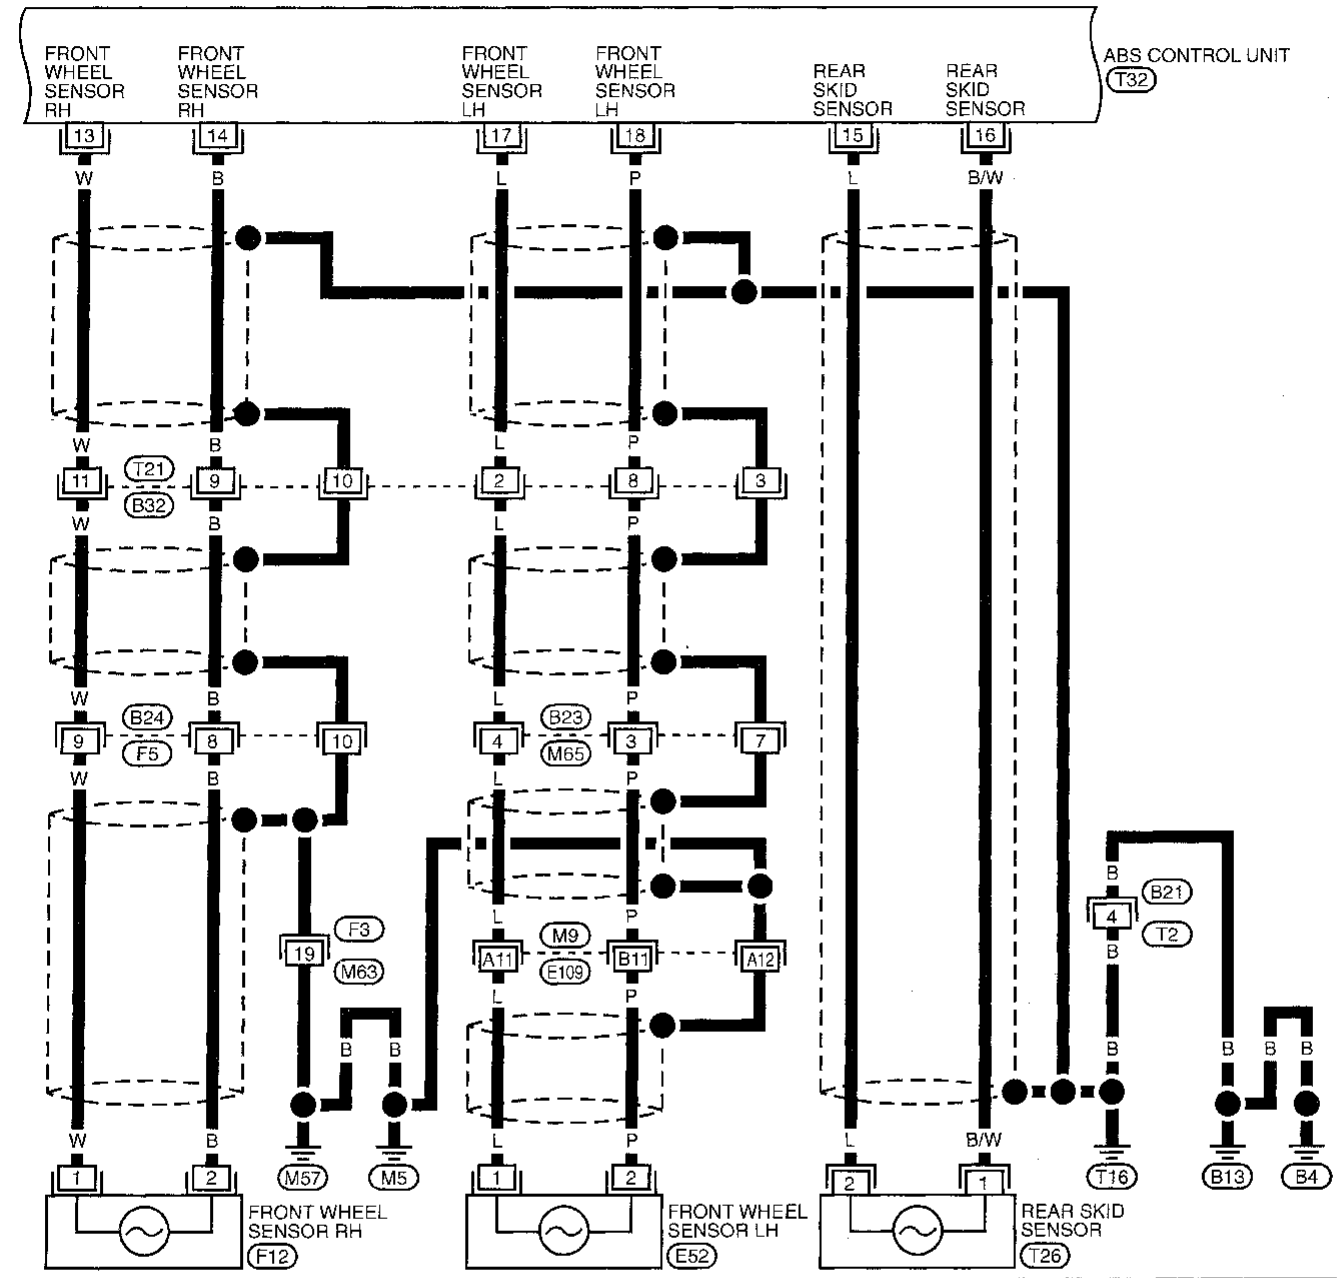 FRONT
WHEEL
SENSOR
RH
FRONT
WHEEL
SENSOR
RH
FRONT
WHEEL
SENSOR
LH
FRONT
WHEEL
SENSOR
LH
REAR
SKID
SENSOR
REAR
SKID
SENSOR
ABS CONTROL UNIT
T32
13 14 17 18 15 16
W B L P L B/W
W B L P
11 T21 9 10 2 8 3
B32
W B L P
W B L P
9 B24 8 10 4 B23 3 7
F5 M65
W B L P
B
4 B21
T2
B
L P
F3
19
M63
A11 M9 B11 A12
E109
L P
B B B B B B
W B L P L B/W
M57 M5 T16 B13 B4
1 2 1 2 2 1
FRONT WHEEL
SENSOR RH
F12
FRONT WHEEL
SENSOR LH
E52
REAR SKID
SENSOR
T26